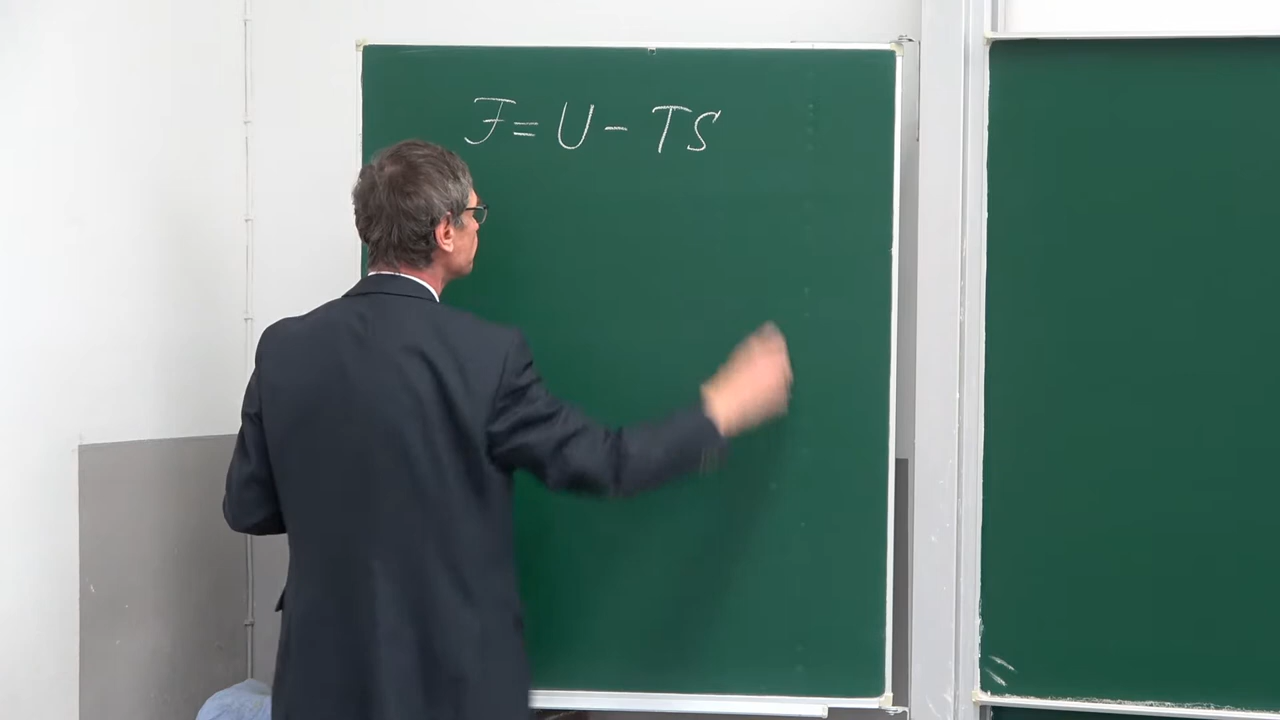 F = U - TS